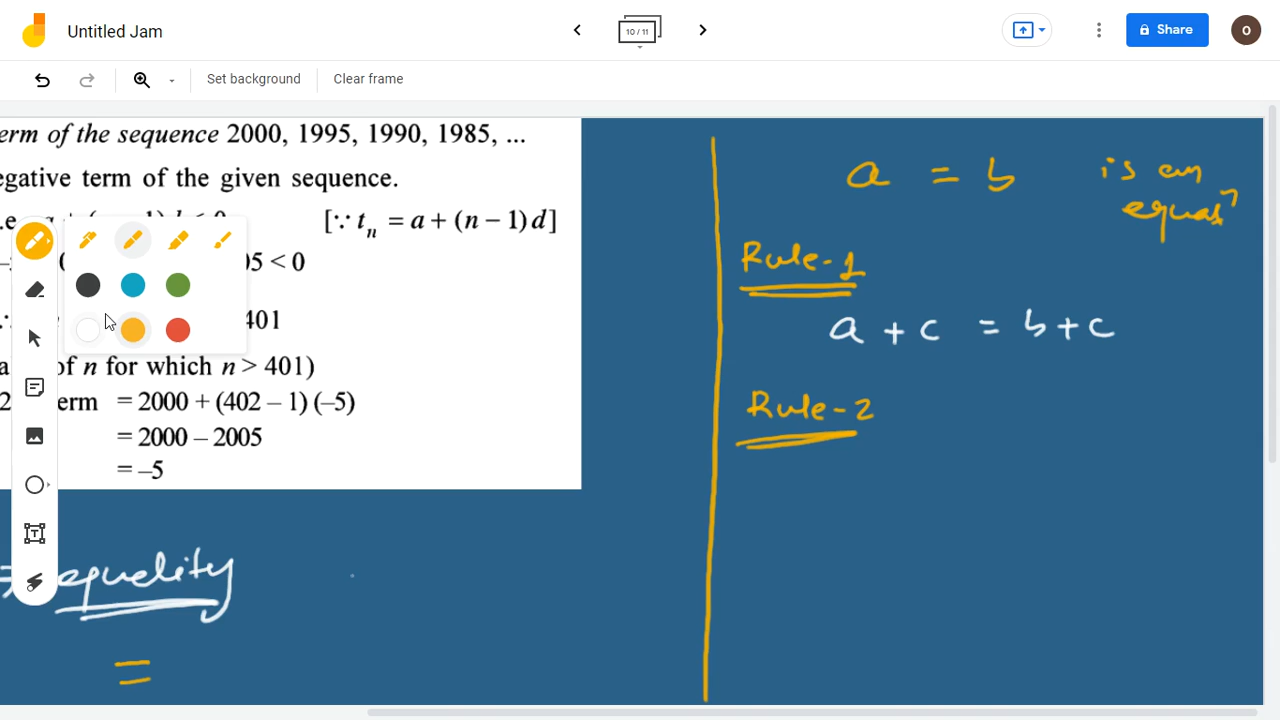 Untitled Jam
10 / 11
Share
O
Set background
Clear frame
erm of the sequence 2000, 1995, 1990, 1985, ...
egative term of the given sequence.
[∵ tn = a + (n − 1) d]
05 < 0
401
of n for which n > 401)
erm = 2000 + (402 – 1) (–5)
= 2000 – 2005
= –5
equality
=
a = b is an
Rule-1
a + c = b + c
Rule-2